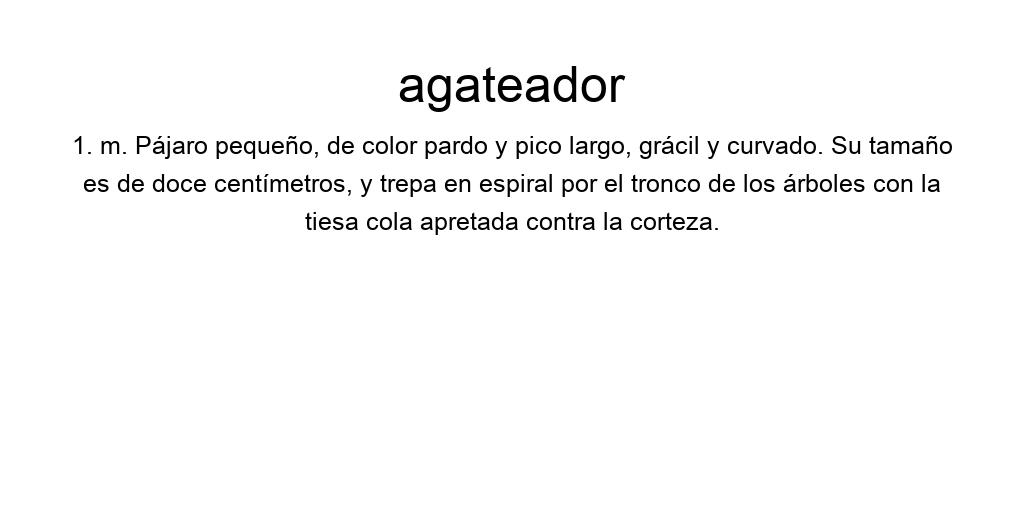 agateador
1. m. Pájaro pequeño, de color pardo y pico largo, grácil y curvado. Su tamaño
es de doce centímetros, y trepa en espiral por el tronco de los árboles con la
tiesa cola apretada contra la corteza.